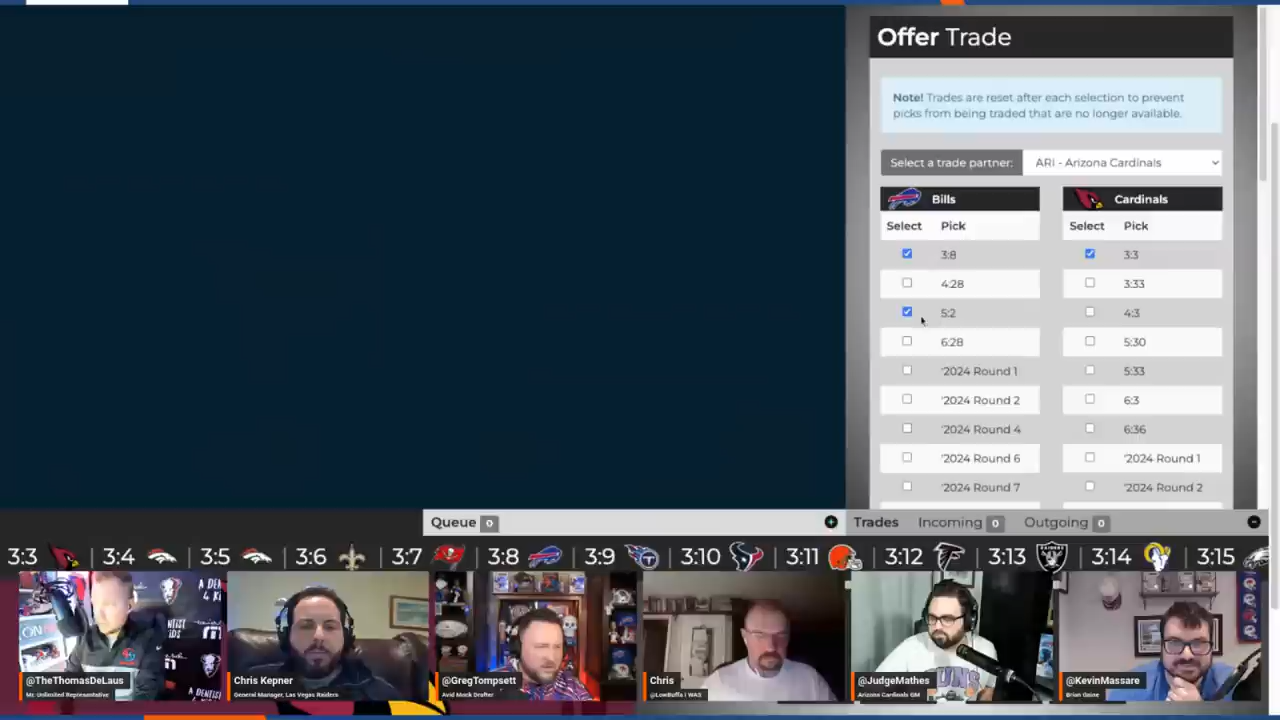 Offer Trade
Note! Trades are reset after each selection to prevent
picks from being traded that are no longer available.
Select a trade partner:
ARI - Arizona Cardinals
Bills
Select Pick
3:8
4:28
5:2
6:28
'2024 Round 1
'2024 Round 2
'2024 Round 4
'2024 Round 6
'2024 Round 7
Cardinals
Select Pick
3:3
3:33
4:3
5:30
5:33
6:3
6:36
'2024 Round 1
'2024 Round 2
Queue 0
Trades Incoming 0 Outgoing 0
3:3 | 3:4 | 3:5 | 3:6 | 3:7 | 3:8 | 3:9 | 3:10 | 3:11 | 3:12 | 3:13 | 3:14 | 3:15
@TheThomasDeLaus
Mr. Unlimited Representative
Chris Kepner
General Manager, Las Vegas Raiders
@GregTompsett
Avid Mock Drafter
Chris
@JudgeMathes
Arizona Cardinals GM
@KevinMassare